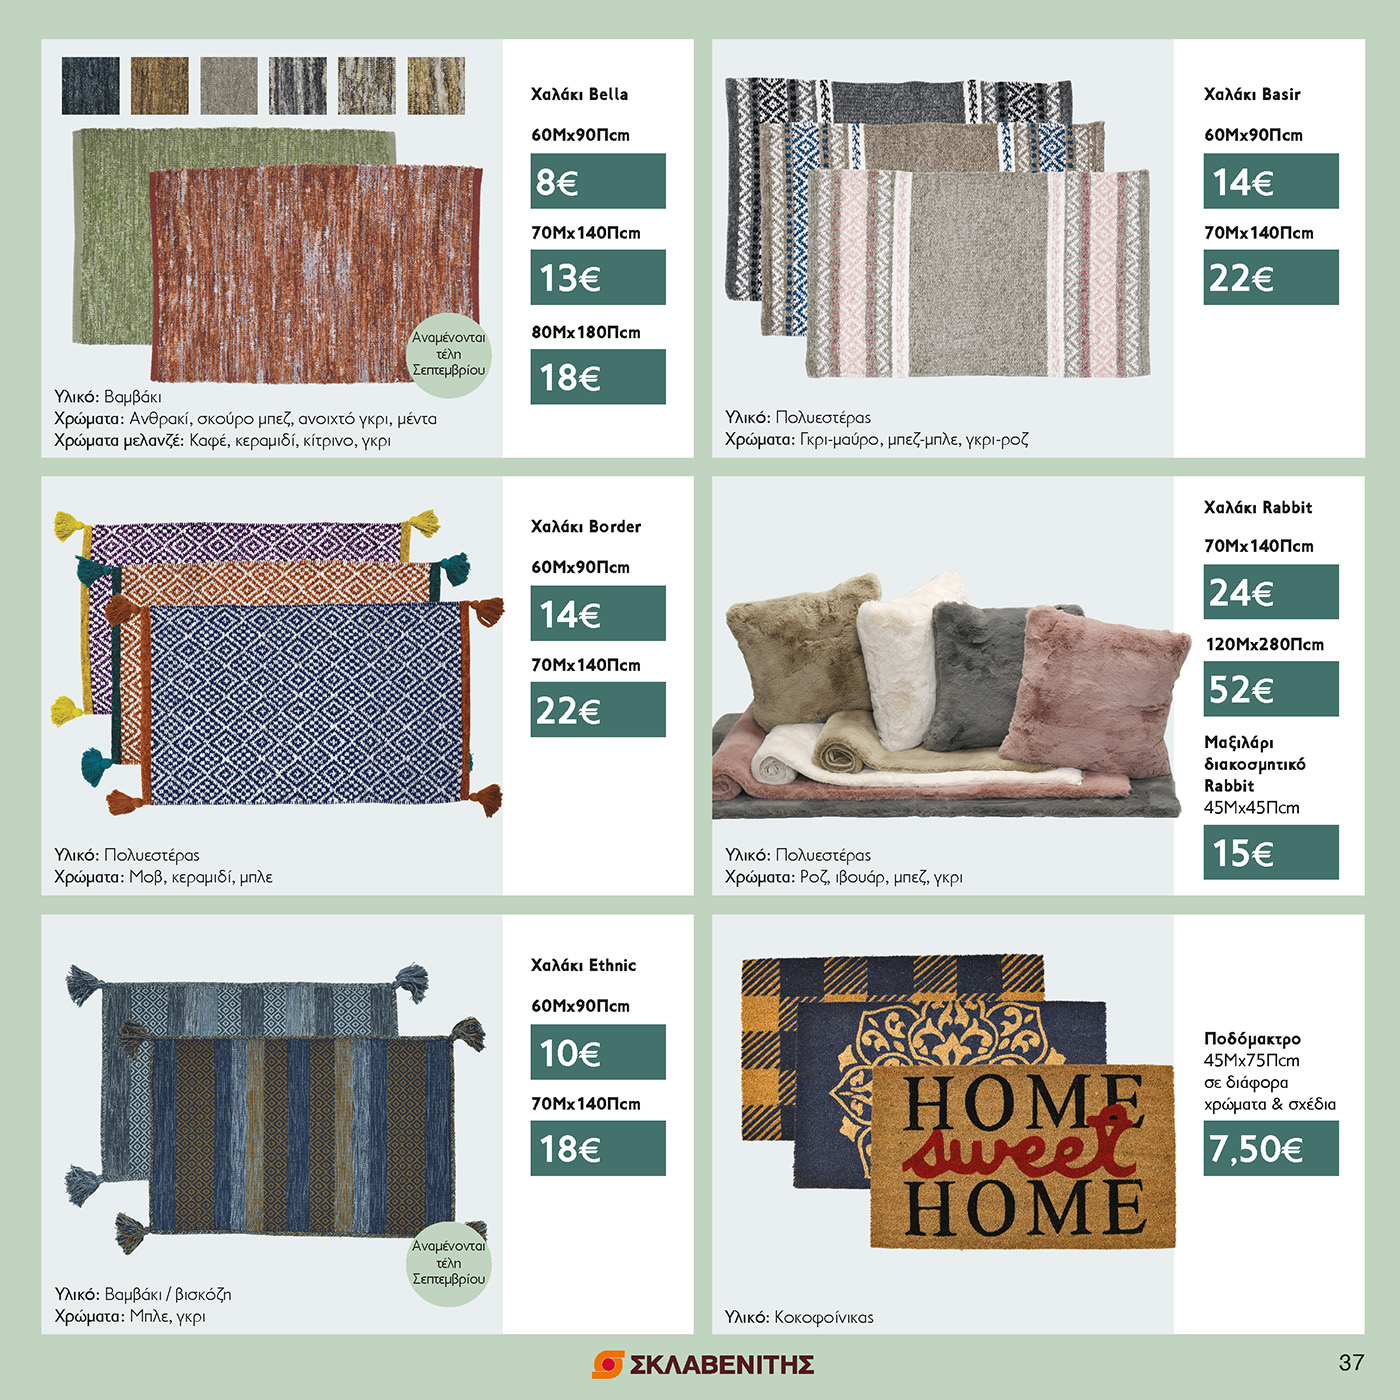 Χαλάκι Bella
60Mx90Πcm
8€
70Mx140Πcm
13€
80Mx180Πcm
18€
Αναμένονται
τέλη
Σεπτεμβρίου
Υλικό: Βαμβάκι
Χρώματα: Ανθρακί, σκούρο μπεζ, ανοιχτό γκρι, μέντα
Χρώματα μελανζέ: Καφέ, κεραμιδί, κίτρινο, γκρι
Χαλάκι Basir
60Mx90Πcm
14€
70Mx140Πcm
22€
Υλικό: Πολυεστέρας
Χρώματα: Γκρι-μαύρο, μπεζ-μπλε, γκρι-ροζ
Χαλάκι Border
60Mx90Πcm
14€
70Mx140Πcm
22€
Υλικό: Πολυεστέρας
Χρώματα: Μοβ, κεραμιδί, μπλε
Χαλάκι Rabbit
70Mx140Πcm
24€
120Mx280Πcm
52€
Μαξιλάρι
διακοσμητικό
Rabbit
45Mx45Πcm
15€
Υλικό: Πολυεστέρας
Χρώματα: Ροζ, ιβουάρ, μπεζ, γκρι
Χαλάκι Ethnic
60Mx90Πcm
10€
70Mx140Πcm
18€
Αναμένονται
τέλη
Σεπτεμβρίου
Υλικό: Βαμβάκι / βισκόζη
Χρώματα: Μπλε, γκρι
HOME
sweet
HOME
Ποδόμακτρο
45Mx75Πcm
σε διάφορα
χρώματα & σχέδια
7,50€
Υλικό: Κοκοφοίνικας
ΣΚΛΑΒΕΝΙΤΗΣ
37